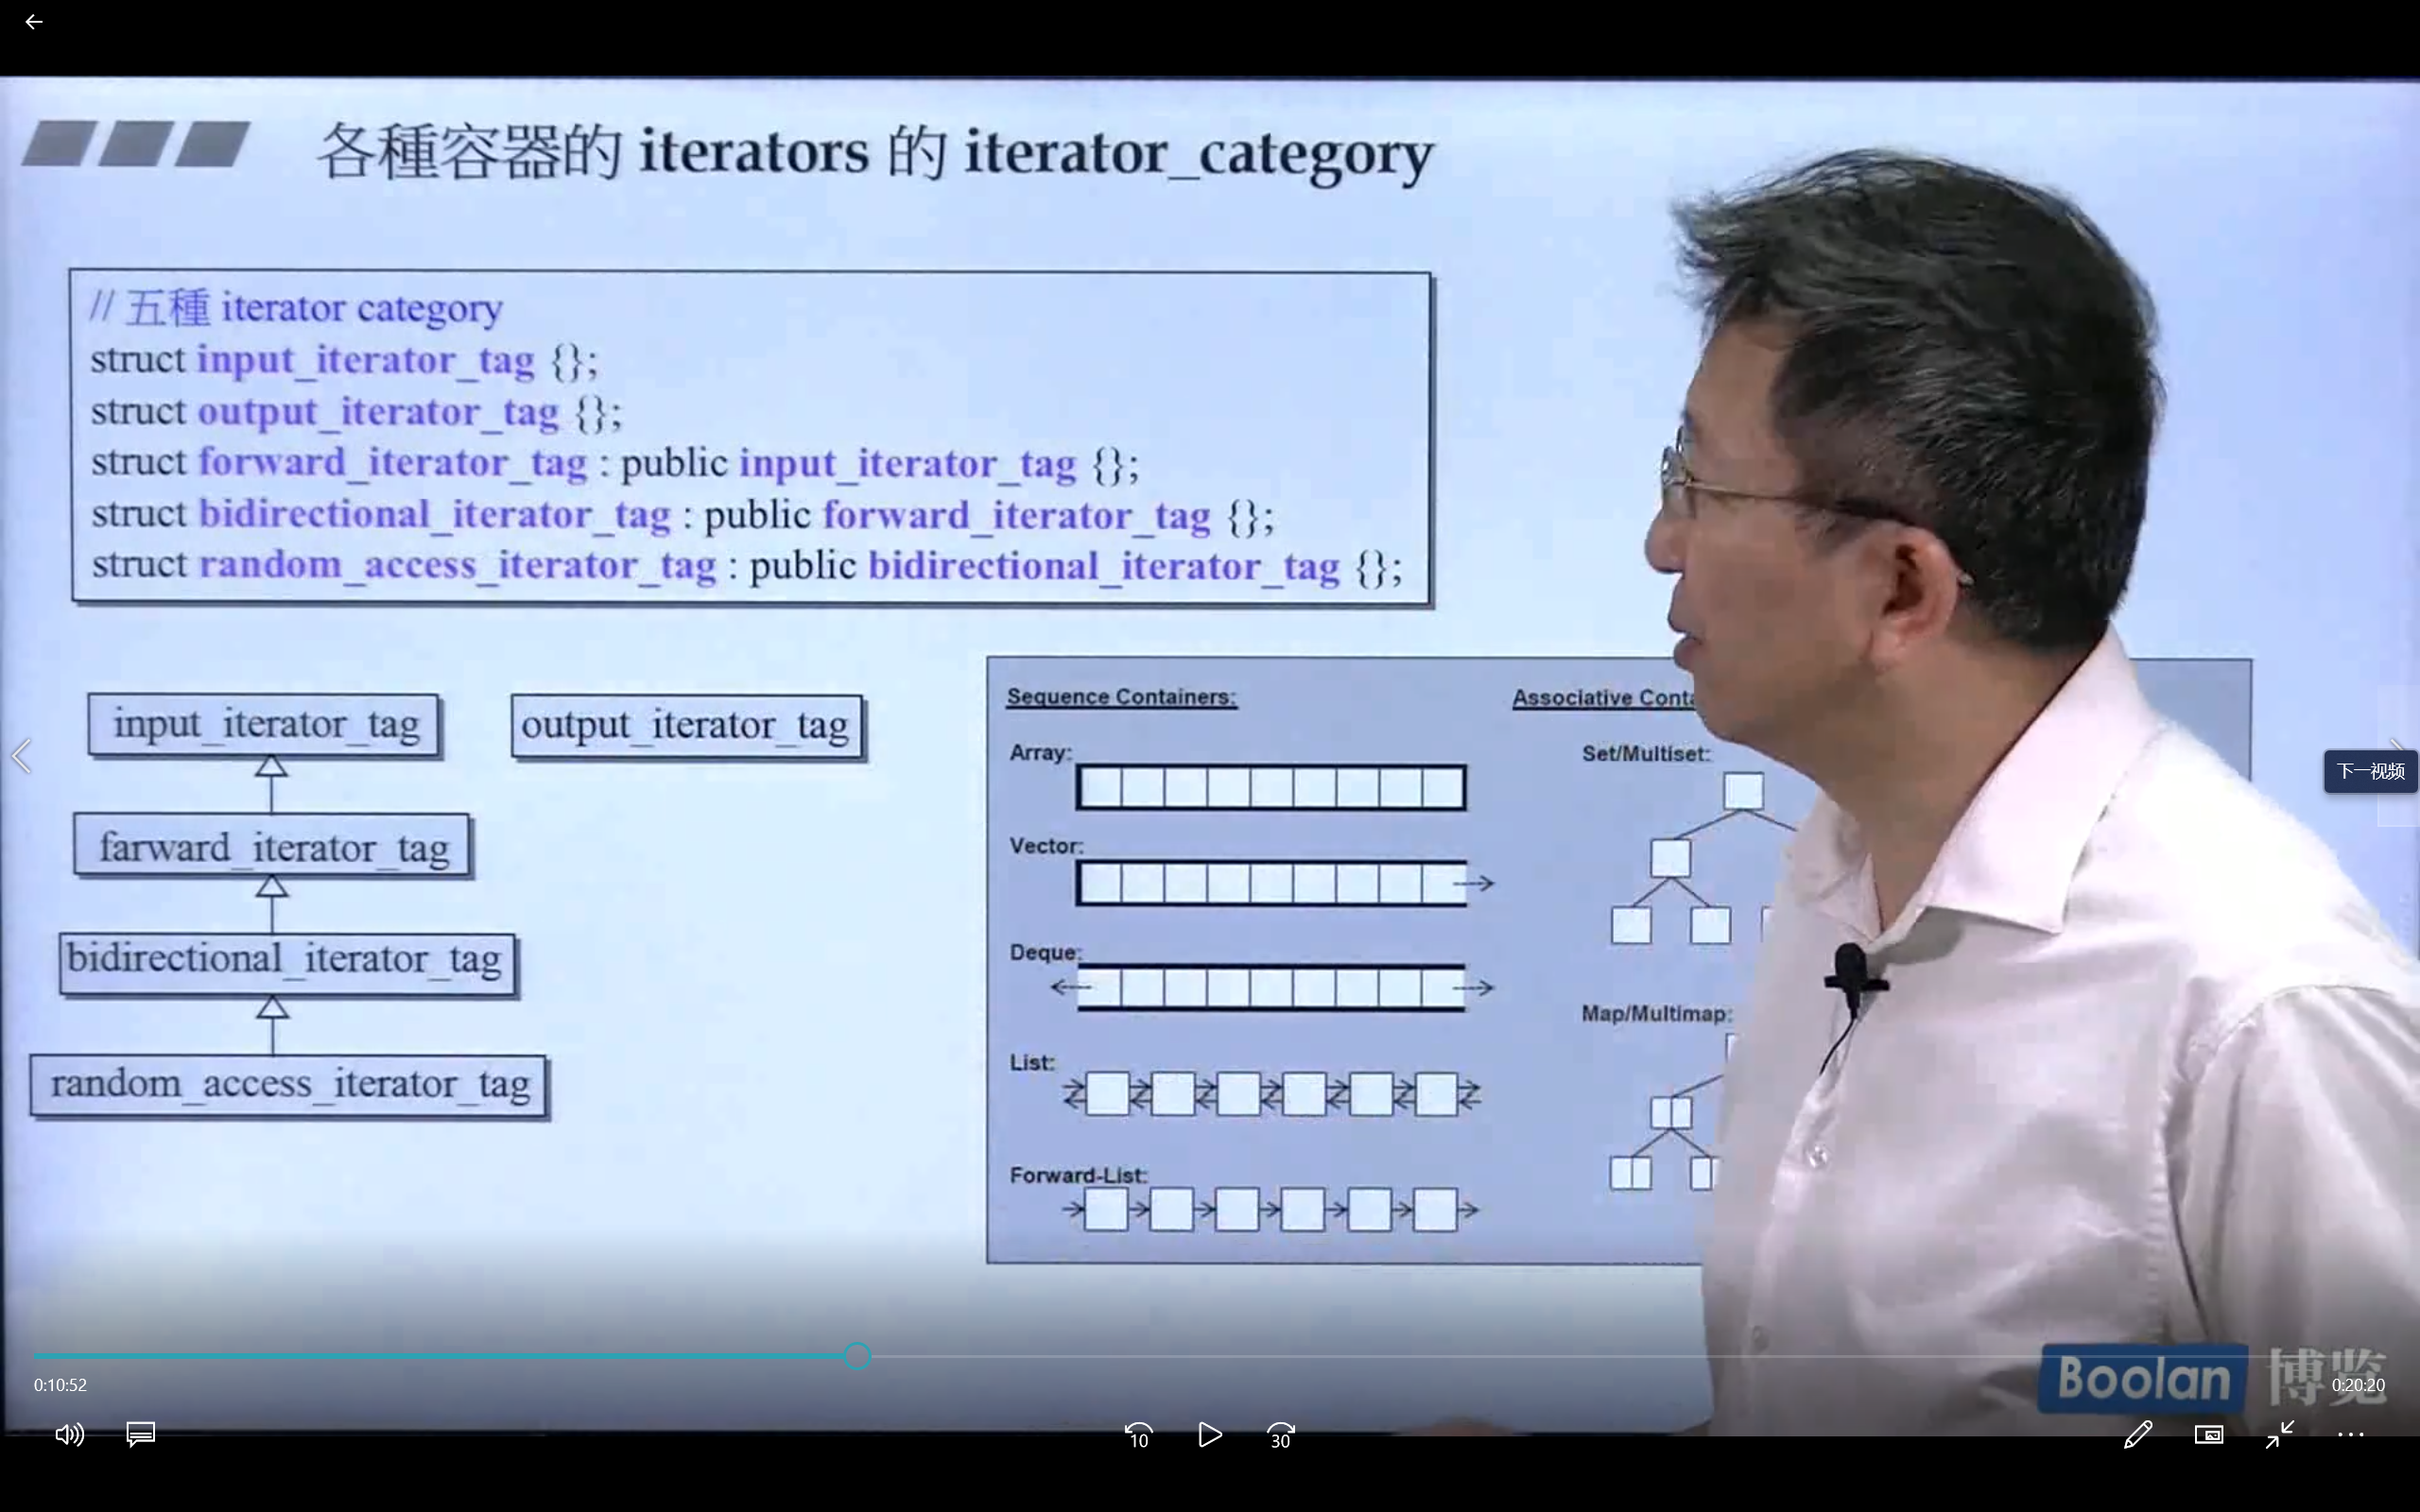 各種容器的 iterators 的 iterator_category
// 五種 iterator category
struct input_iterator_tag {};
struct output_iterator_tag {};
struct forward_iterator_tag : public input_iterator_tag {};
struct bidirectional_iterator_tag : public forward_iterator_tag {};
struct random_access_iterator_tag : public bidirectional_iterator_tag {};
input_iterator_tag
output_iterator_tag
farward_iterator_tag
bidirectional_iterator_tag
random_access_iterator_tag
Sequence Containers:
Array:
Vector:
Deque:
List:
Forward-List:
Associative
Set/Multiset:
Map/Multimap:
下一视频
Boolan 博览
0:10:52
0:20:20
10
30